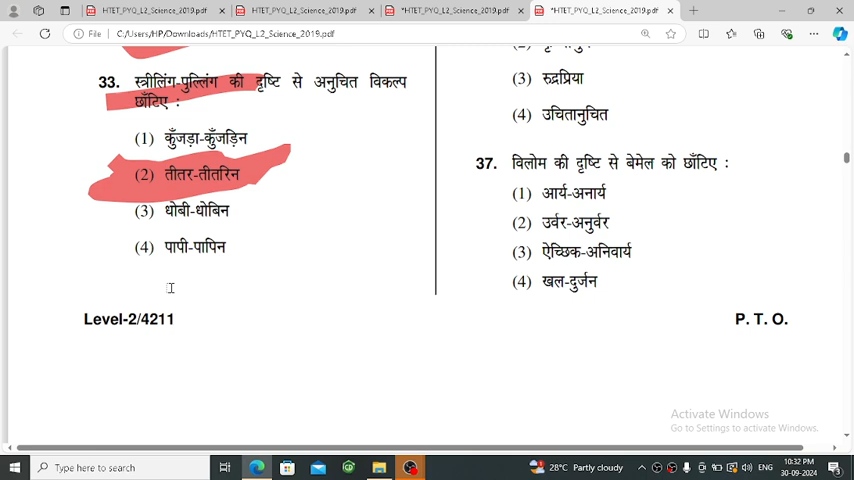 HTET_PYQ_L2_Science_2019.pdf
HTET_PYQ_L2_Science_2019.pdf
*HTET_PYQ_L2_Science_2019.pdf
*HTET_PYQ_L2_Science_2019.pdf
File
C:/Users/HP/Downloads/HTET_PYQ_L2_Science_2019.pdf
33. स्त्रीलिंग-पुल्लिंग की दृष्टि से अनुचित विकल्प
छाँटिए :
(1) कुँजड़ा-कुँजड़िन
(2) तीतर-तीतरिन
(3) धोबी-धोबिन
(4) पापी-पापिन
(3) रुद्रप्रिया
(4) उचितानुचित
37. विलोम की दृष्टि से बेमेल को छाँटिए :
(1) आर्य-अनार्य
(2) उर्वर-अनुर्वर
(3) ऐच्छिक-अनिवार्य
(4) खल-दुर्जन
Level-2/4211
P. T. O.
Activate Windows
Go to Settings to activate Windows.
Type here to search
28°C Partly cloudy
ENG
10:32 PM
30-09-2024